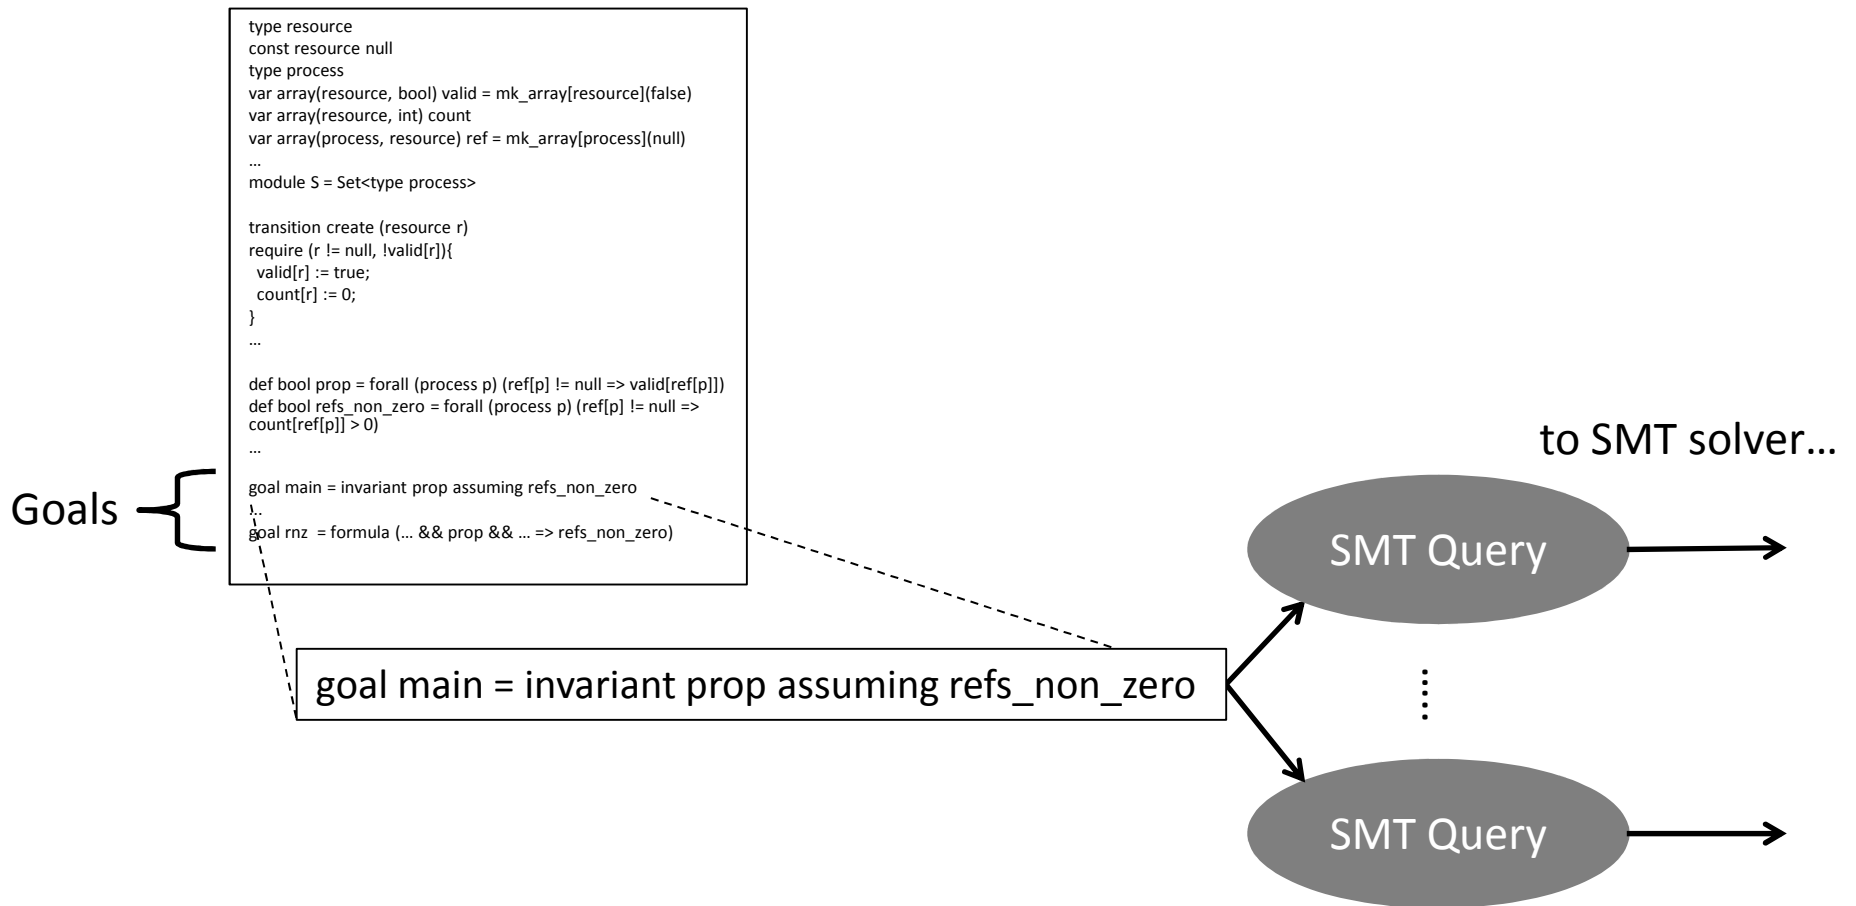 type resource
const resource null
type process
var array(resource, bool) valid = mk_array[resource](false)
var array(resource, int) count
var array(process, resource) ref = mk_array[process](null)
…
module S = Set<type process>
transition create (resource r)
require (r != null, !valid[r]){
valid[r] := true;
count[r] := 0;
}
…
def bool prop = forall (process p) (ref[p] != null => valid[ref[p]])
def bool refs_non_zero = forall (process p) (ref[p] != null =>
count[ref[p]] > 0)
…
goal main = invariant prop assuming refs_non_zero
…
goal rnz = formula (… && prop && … => refs_non_zero)
Goals
goal main = invariant prop assuming refs_non_zero
to SMT solver…
SMT Query
SMT Query